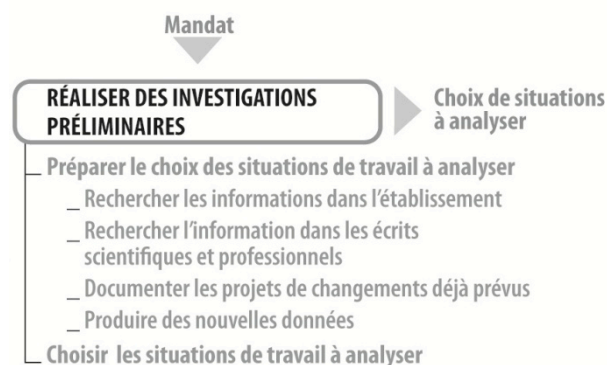 Mandat
RÉALISER DES INVESTIGATIONS
PRÉLIMINAIRES
Choix de situations
à analyser
Préparer le choix des situations de travail à analyser
_ Rechercher les informations dans l'établissement
_ Rechercher l'information dans les écrits
scientifiques et professionnels
_ Documenter les projets de changements déjà prévus
_ Produire des nouvelles données
Choisir les situations de travail à analyser